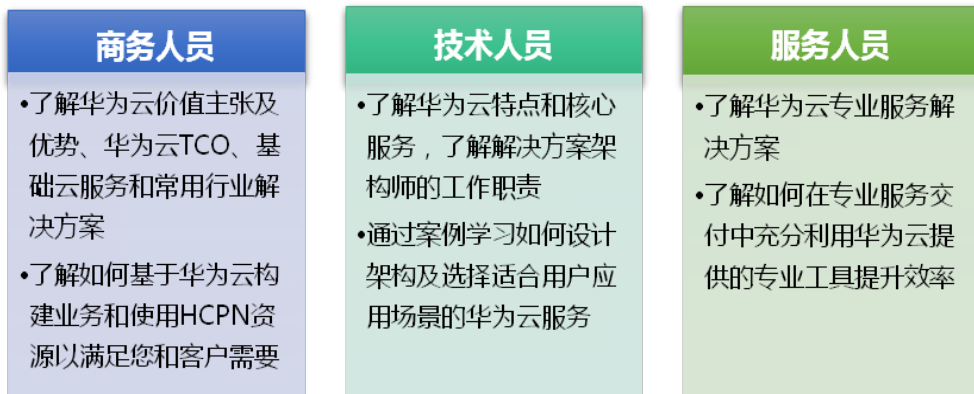 商务人员
•了解华为云价值主张及
优势、华为云TCO、基
础云服务和常用行业解
决方案
•了解如何基于华为云构
建业务和使用HCPN资
源以满足您和客户需要
技术人员
•了解华为云特点和核心
服务，了解解决方案架
构师的工作职责
•通过案例学习如何设计
架构及选择适合用户应
用场景的华为云服务
服务人员
•了解华为云专业服务解
决方案
•了解如何在专业服务交
付中充分利用华为云提
供的专业工具提升效率